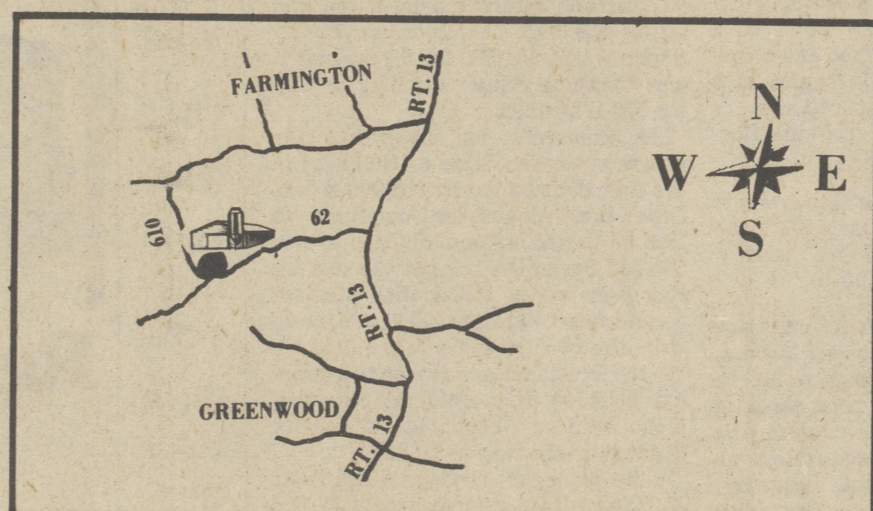 FARMINGTON
RT. 13
N
W E
S
610
62
RT. 13
GREENWOOD
RT. 13